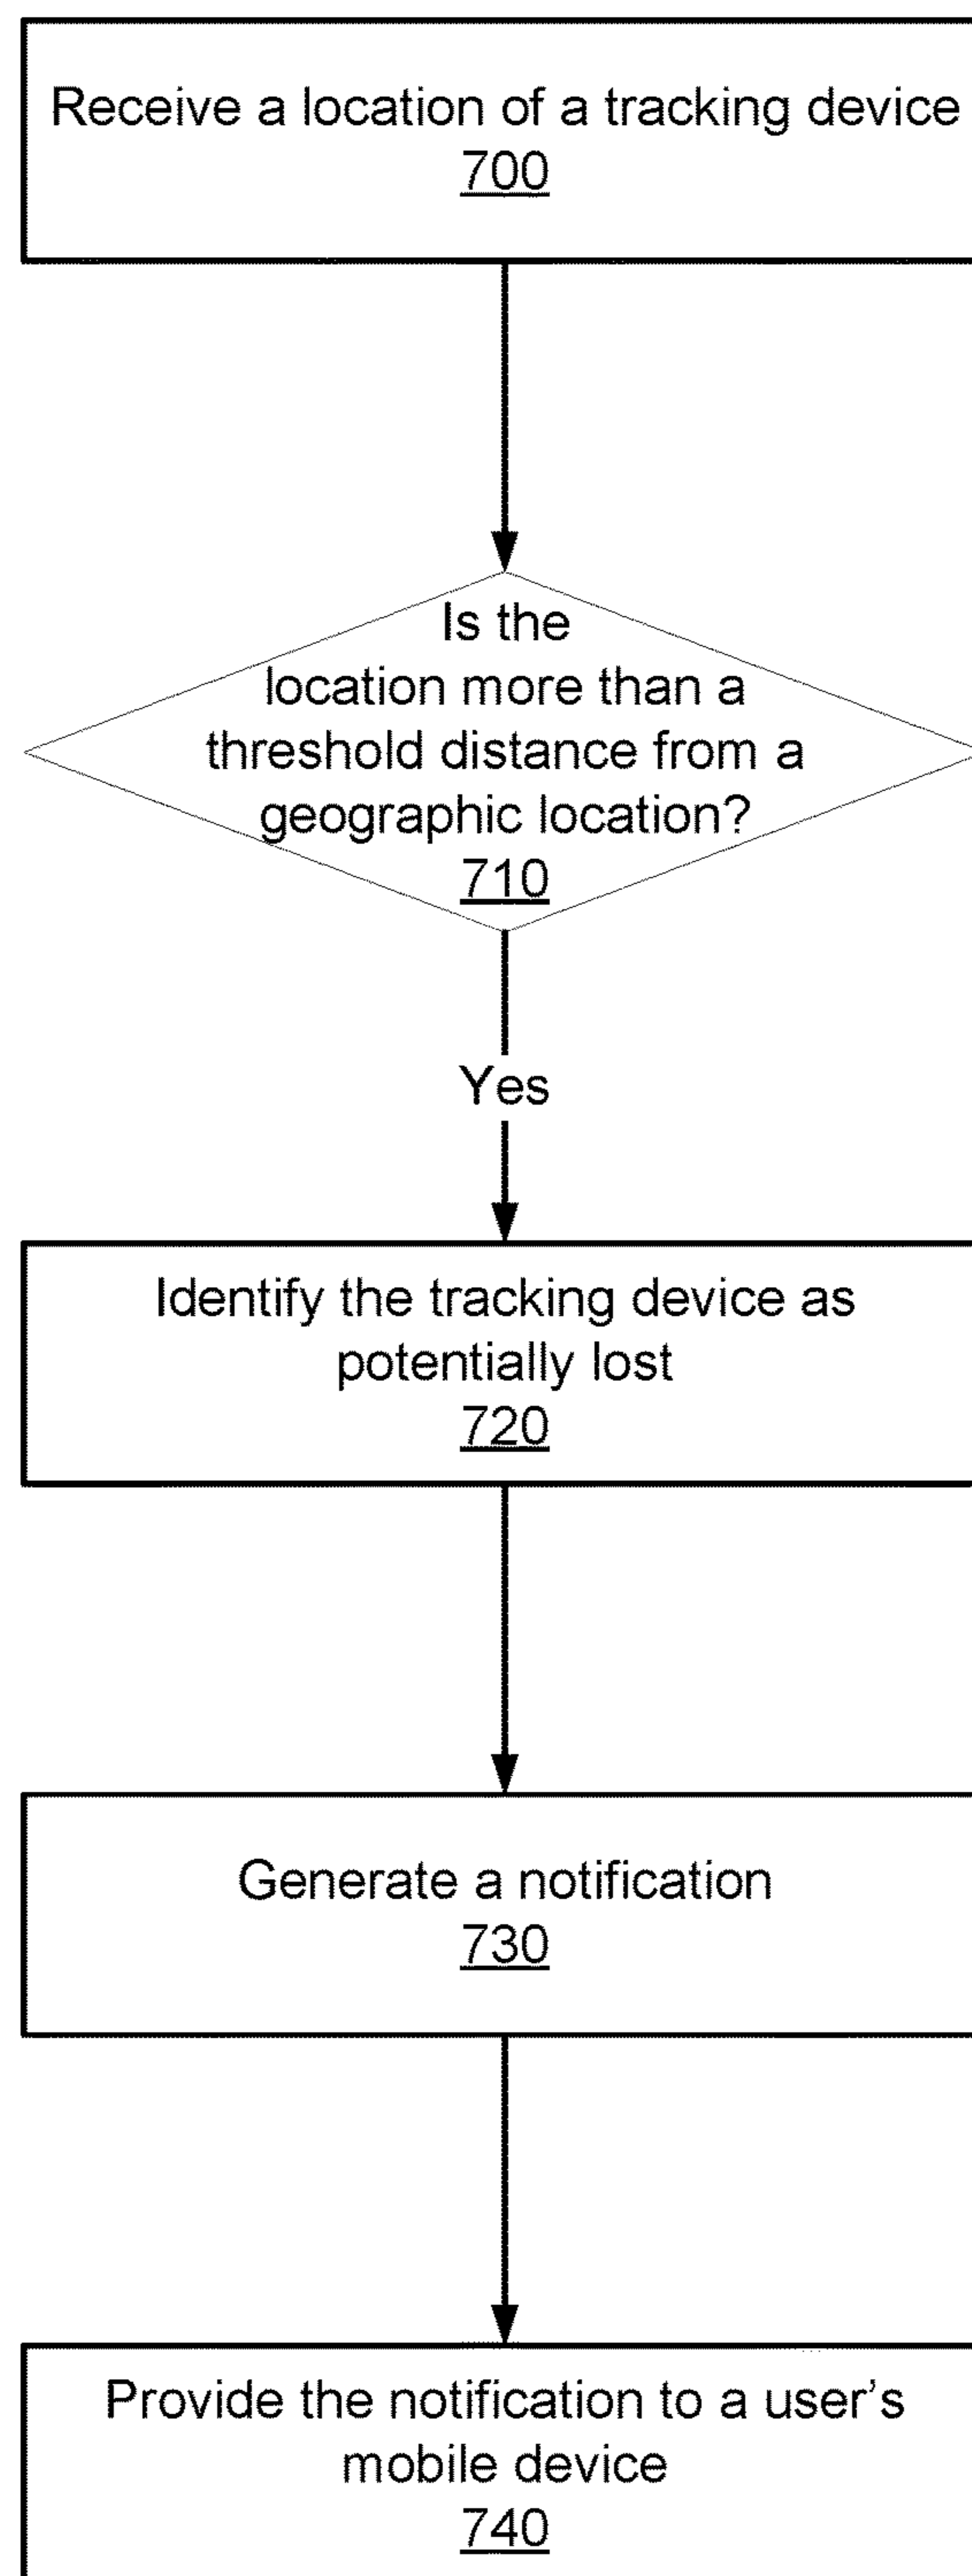 Receive a location of a tracking device
700
Is the
location more than a
threshold distance from a
geographic location?
710
Yes
Identify the tracking device as
potentially lost
720
Generate a notification
730
Provide the notification to a user’s
mobile device
740